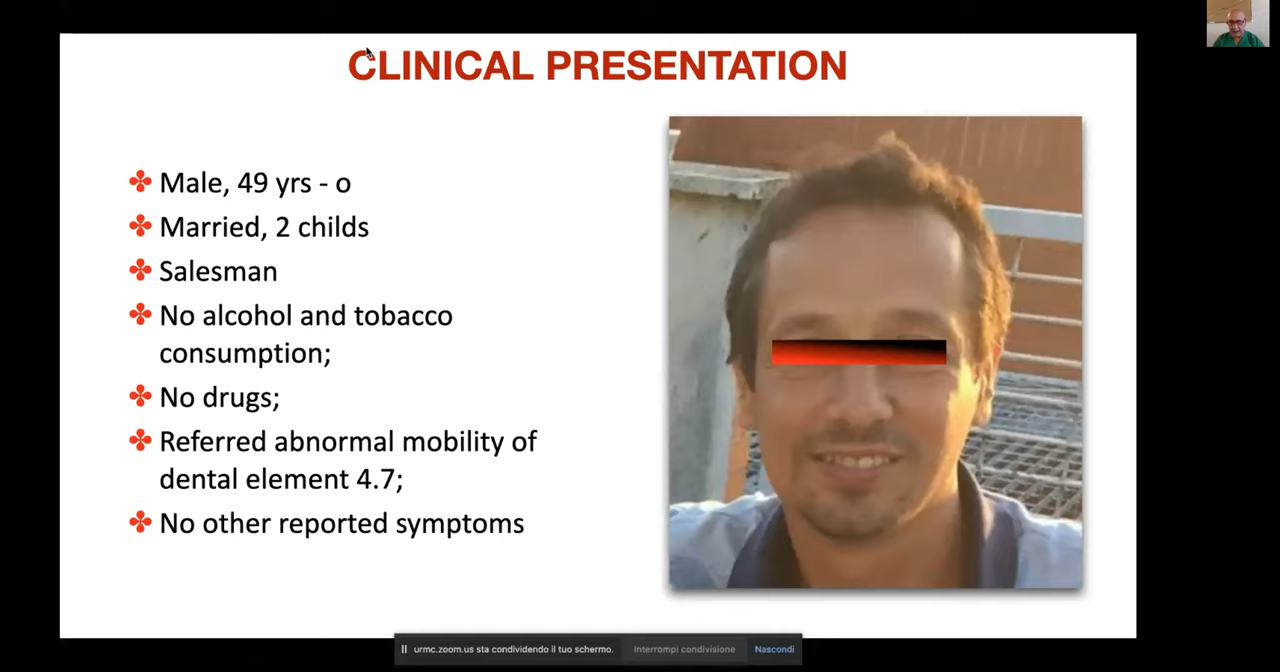 CLINICAL PRESENTATION
Male, 49 yrs - o
Married, 2 childs
Salesman
No alcohol and tobacco
consumption;
No drugs;
Referred abnormal mobility of
dental element 4.7;
No other reported symptoms
urmc.zoom.us sta condividendo il tuo schermo. Interrompi condivisione Nascondi